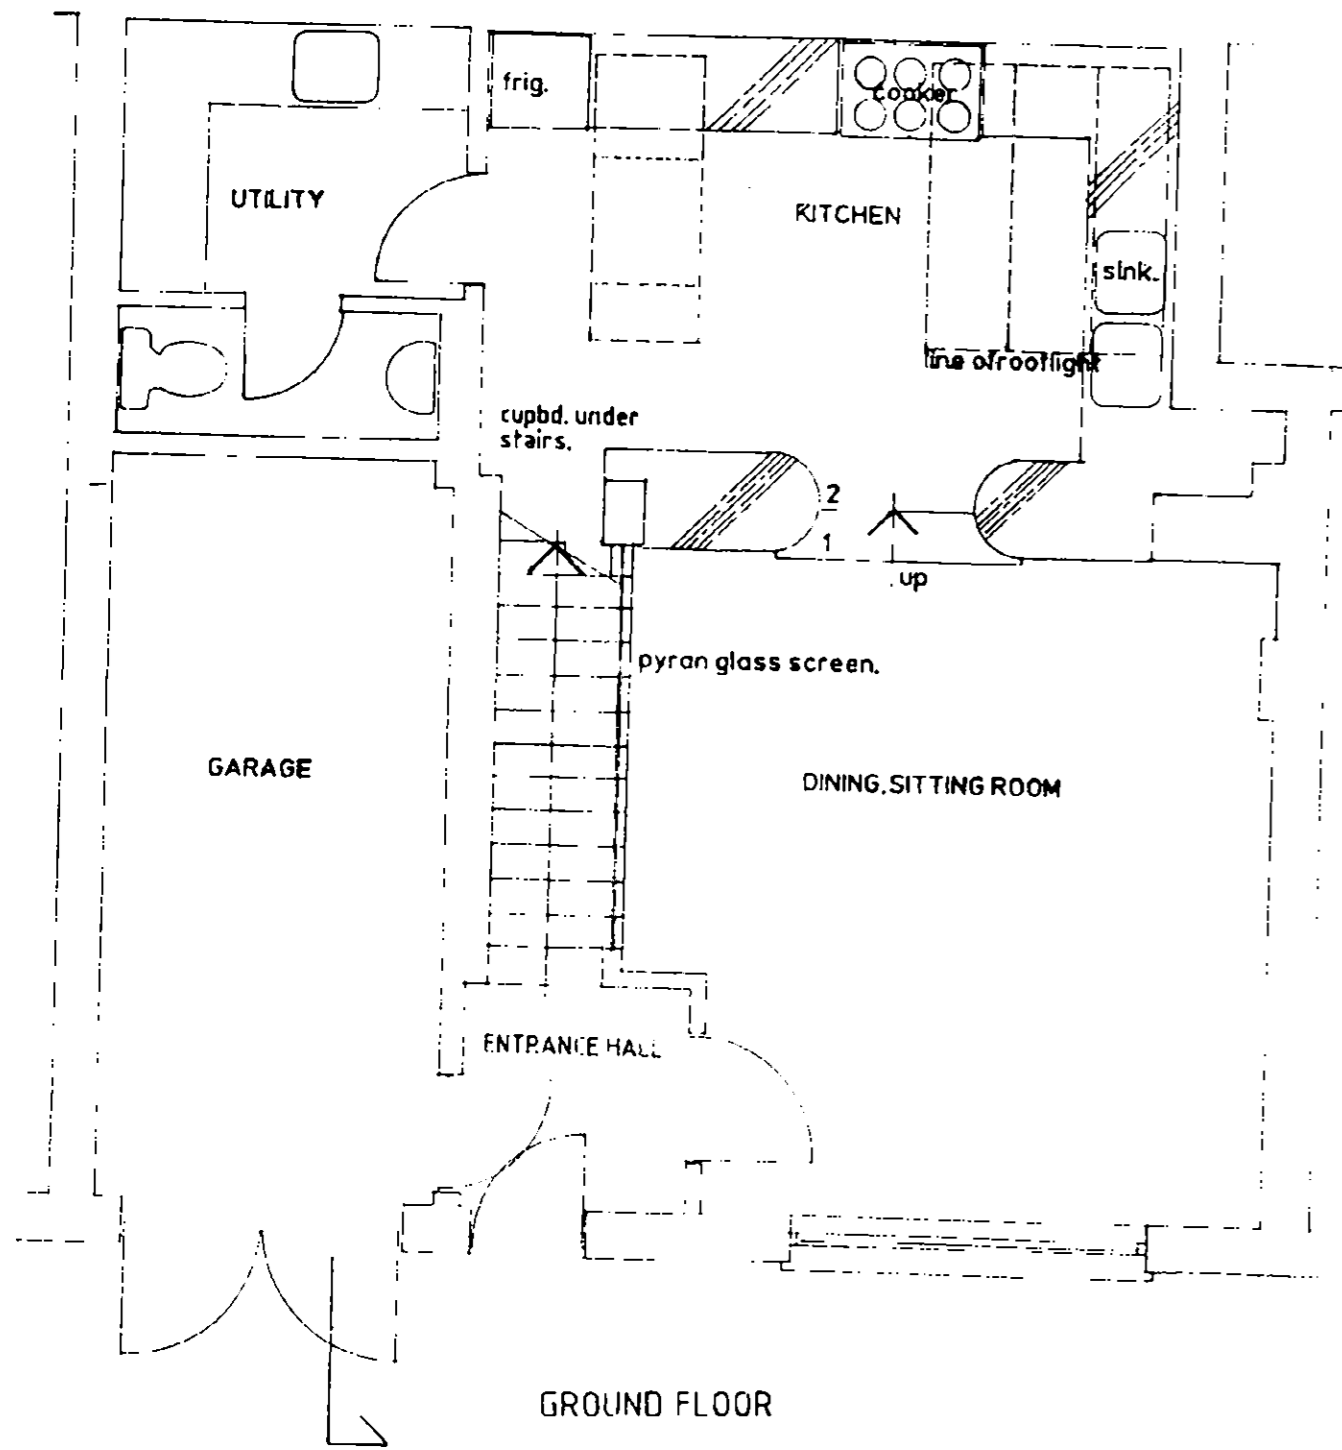 frig.
cooker
UTILITY
KITCHEN
sink.
line of rooflight
cupbd. under
stairs.
2
1
up
pyran glass screen.
GARAGE
DINING, SITTING ROOM
ENTRANCE HALL
GROUND FLOOR